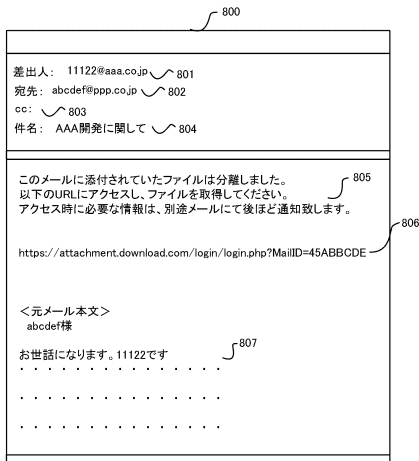 800
差出人： 11122@aaa.co.jp 801
宛先： abcdef@ppp.co.jp 802
cc： 803
件名： AAA開発に関して 804
このメールに添付されていたファイルは分離しました。 805
以下のURLにアクセスし、ファイルを取得してください。
アクセス時に必要な情報は、別途メールにて後ほど通知致します。
806
https://attachment.download.com/login/login.php?MailID=45ABBCDE
＜元メール本文＞
abcdef様
お世話になります。11122です 807
・・・・・・・・・・・・・・・
・・・・・・・・・・・・・・・
・・・・・・・・・・・・・・・